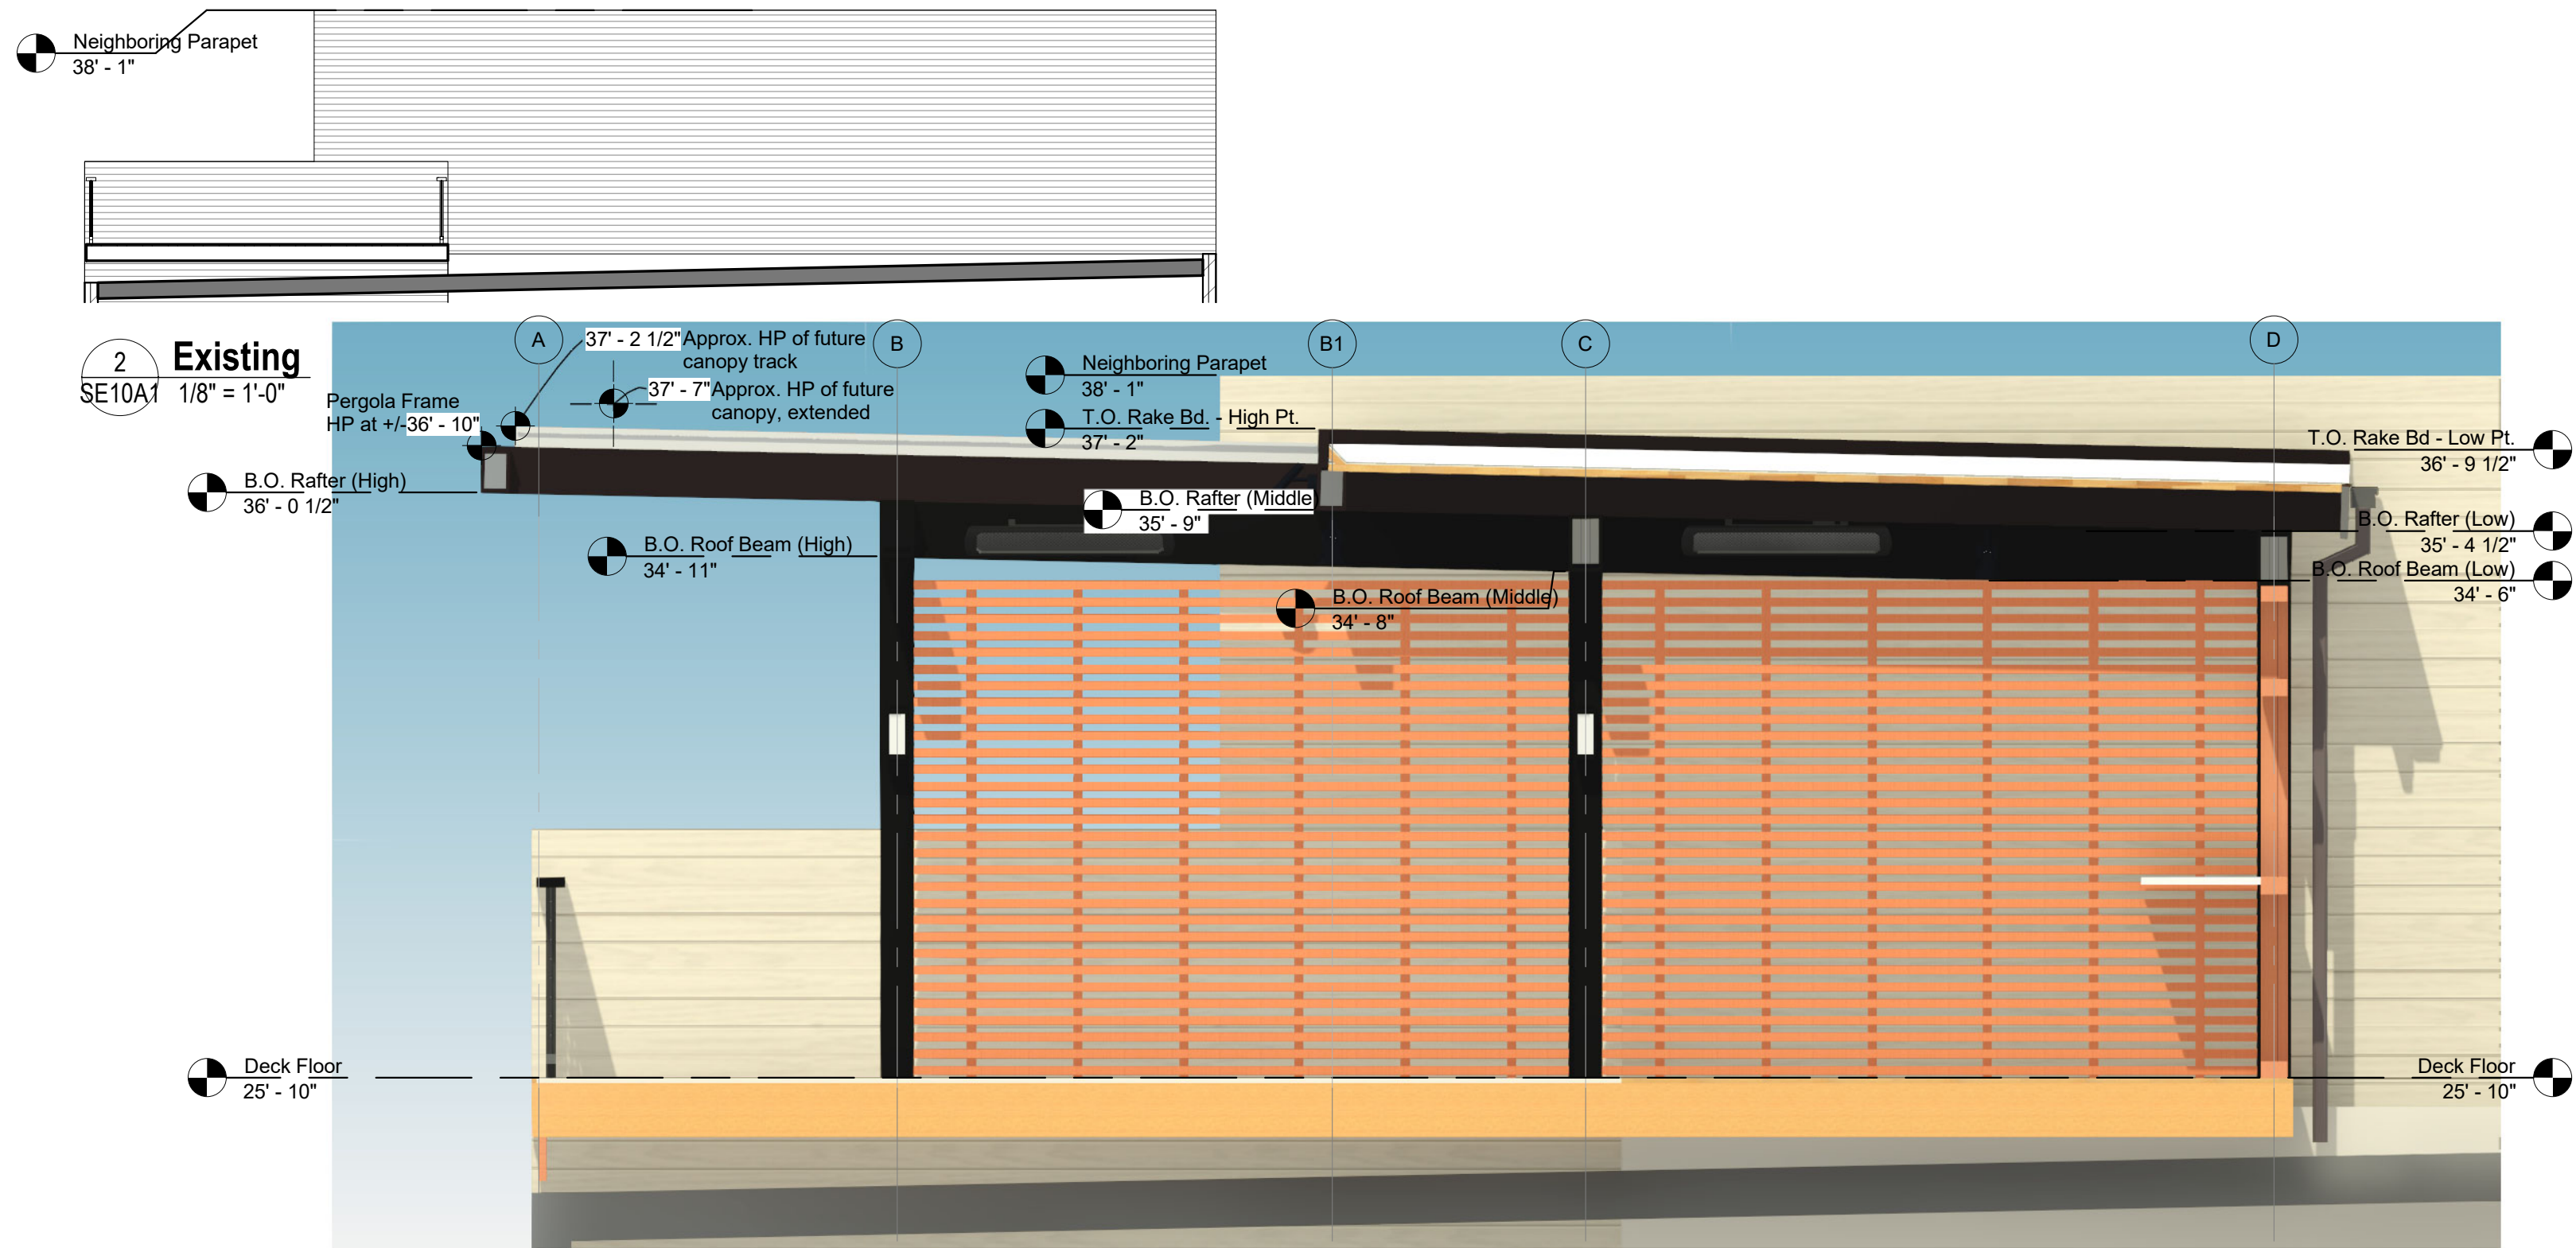 Neighboring Parapet
38' - 1"
2
SE10A1
Existing
1/8" = 1'-0"
A
B
B1
C
D
37' - 2 1/2" Approx. HP of future
canopy track
37' - 7" Approx. HP of future
canopy, extended
Pergola Frame
HP at +/-36' - 10"
Neighboring Parapet
38' - 1"
T.O. Rake Bd. - High Pt.
37' - 2"
T.O. Rake Bd - Low Pt.
36' - 9 1/2"
B.O. Rafter (High)
36' - 0 1/2"
B.O. Rafter (Middle)
35' - 9"
B.O. Rafter (Low)
35' - 4 1/2"
B.O. Roof Beam (High)
34' - 11"
B.O. Roof Beam (Low)
34' - 6"
B.O. Roof Beam (Middle)
34' - 8"
Deck Floor
25' - 10"
Deck Floor
25' - 10"